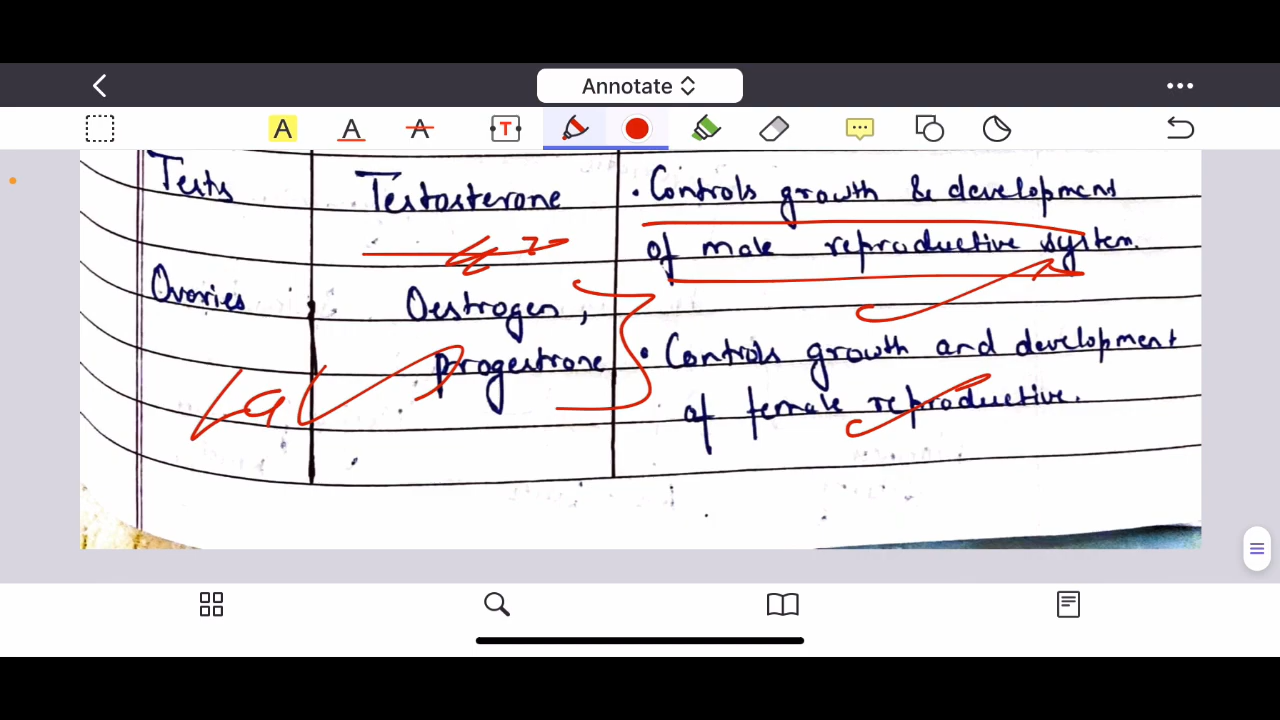 Annotate
Tests Testosterone • Controls growth & development
of male reproductive system.
Ovaries Oestrogen,
progestrone • Controls growth and development
of female reproductive.